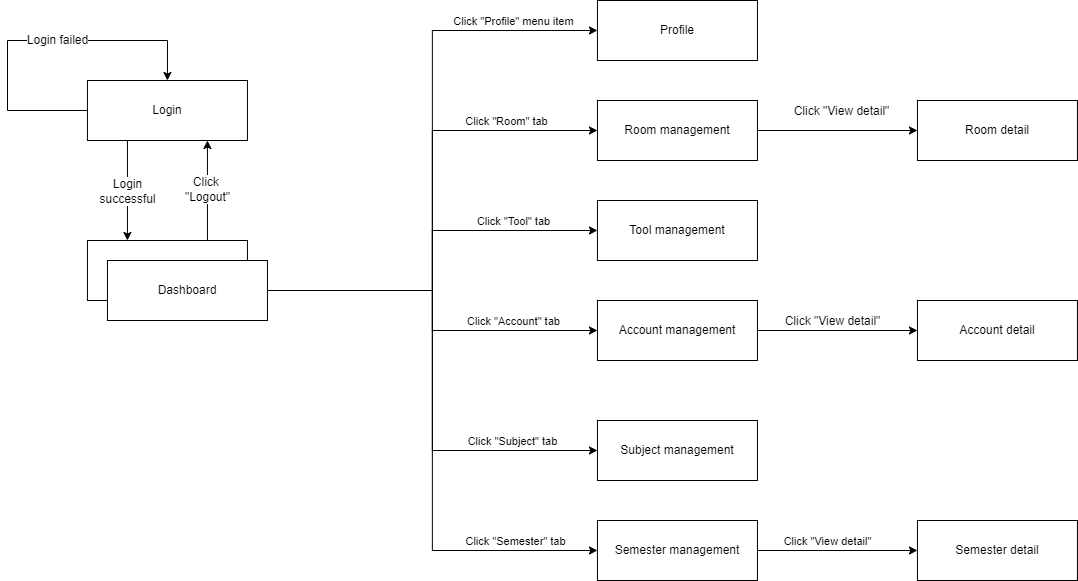 Click "Profile" menu item
Profile
Login failed
Login
Click "Room" tab
Room management
Click "View detail"
Room detail
Login
successful
Click
"Logout"
Click "Tool" tab
Tool management
Dashboard
Click "Account" tab
Account management
Click "View detail"
Account detail
Click "Subject" tab
Subject management
Click "Semester" tab
Semester management
Click "View detail"
Semester detail